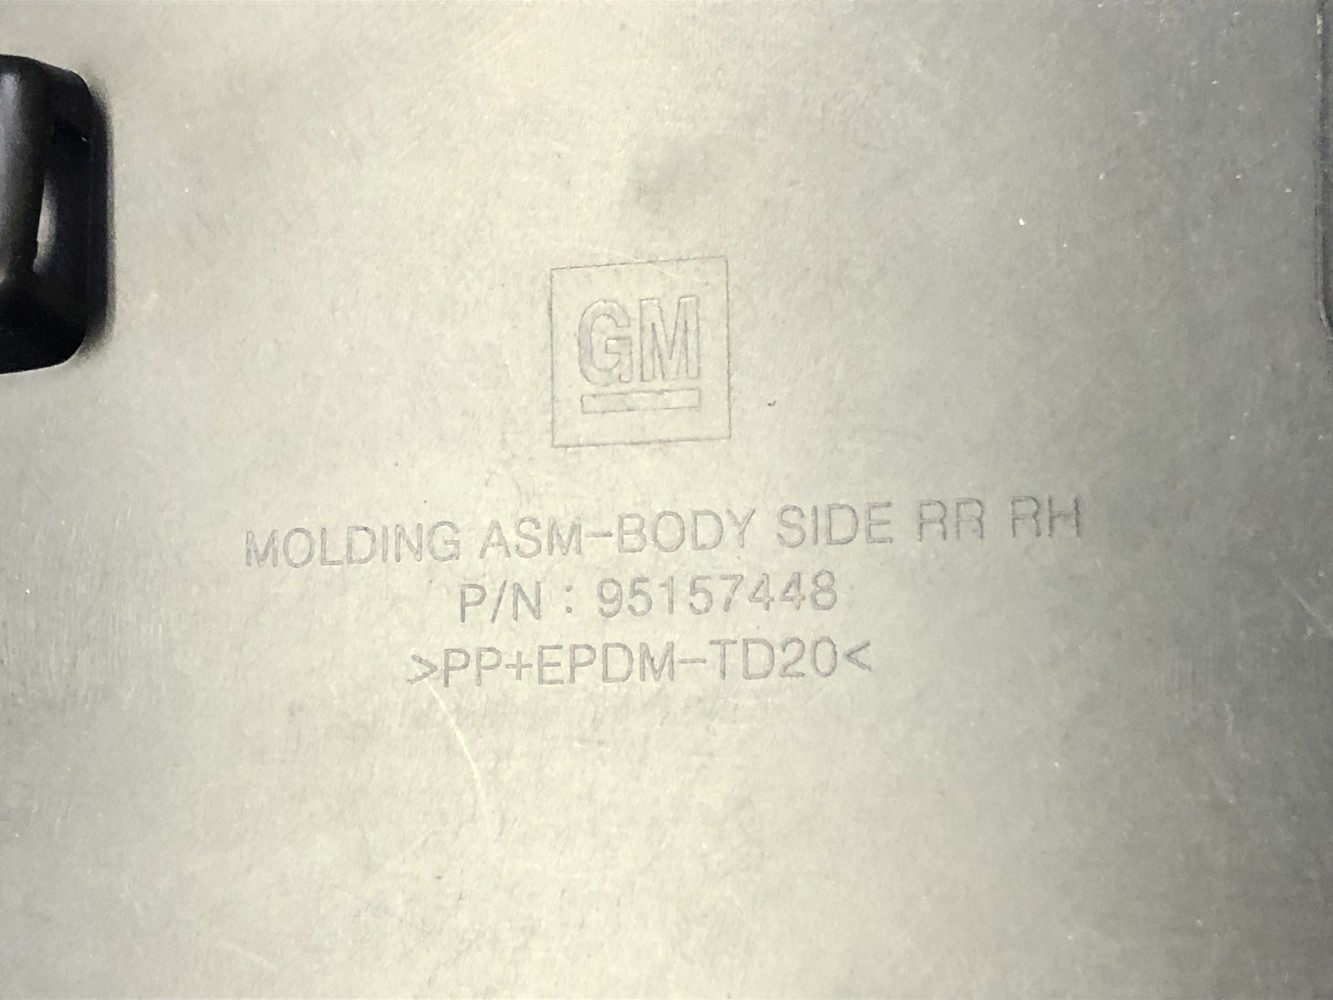 GM
MOLDING ASM-BODY SIDE RR RH
P/N : 95157448
>PP+EPDM-TD20<